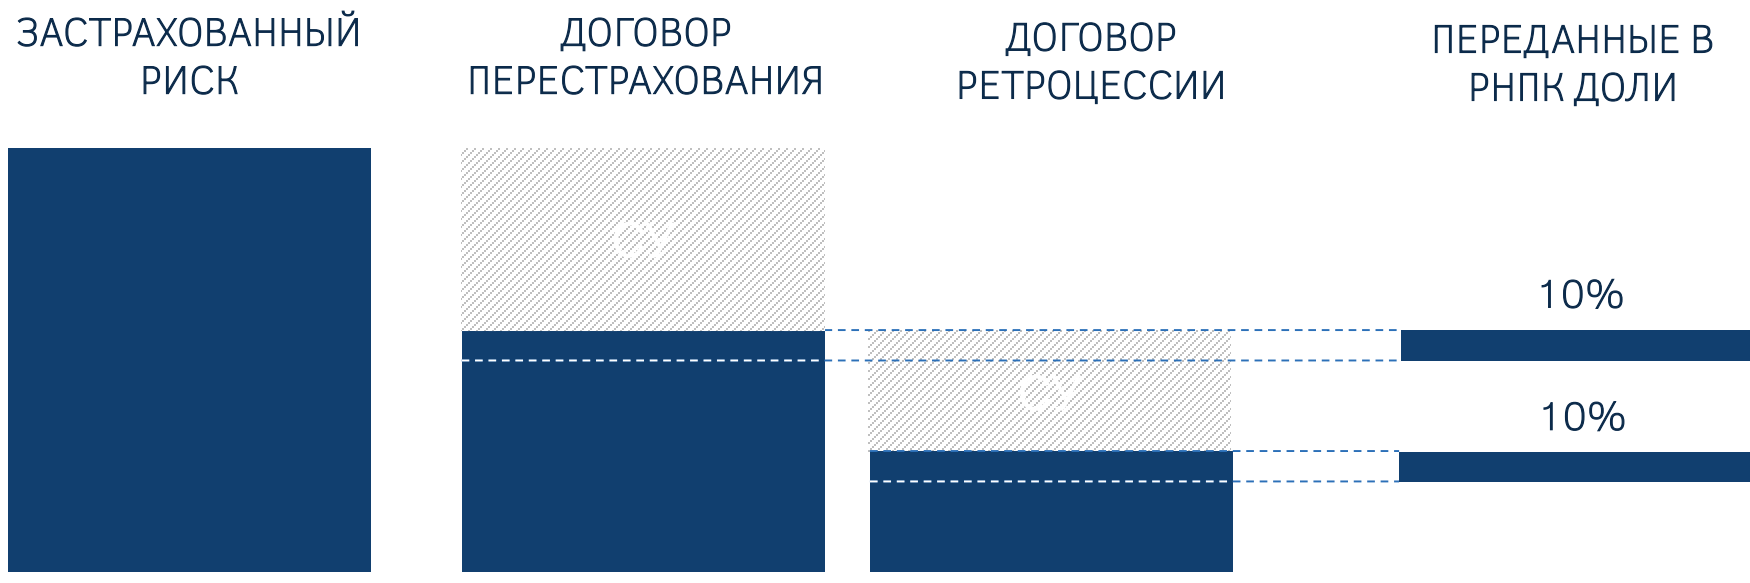 ЗАСТРАХОВАННЫЙ
РИСК
ДОГОВОР
ПЕРЕСТРАХОВАНИЯ
ДОГОВОР
РЕТРОЦЕССИИ
ПЕРЕДАННЫЕ В
РНПК ДОЛИ
10%
10%